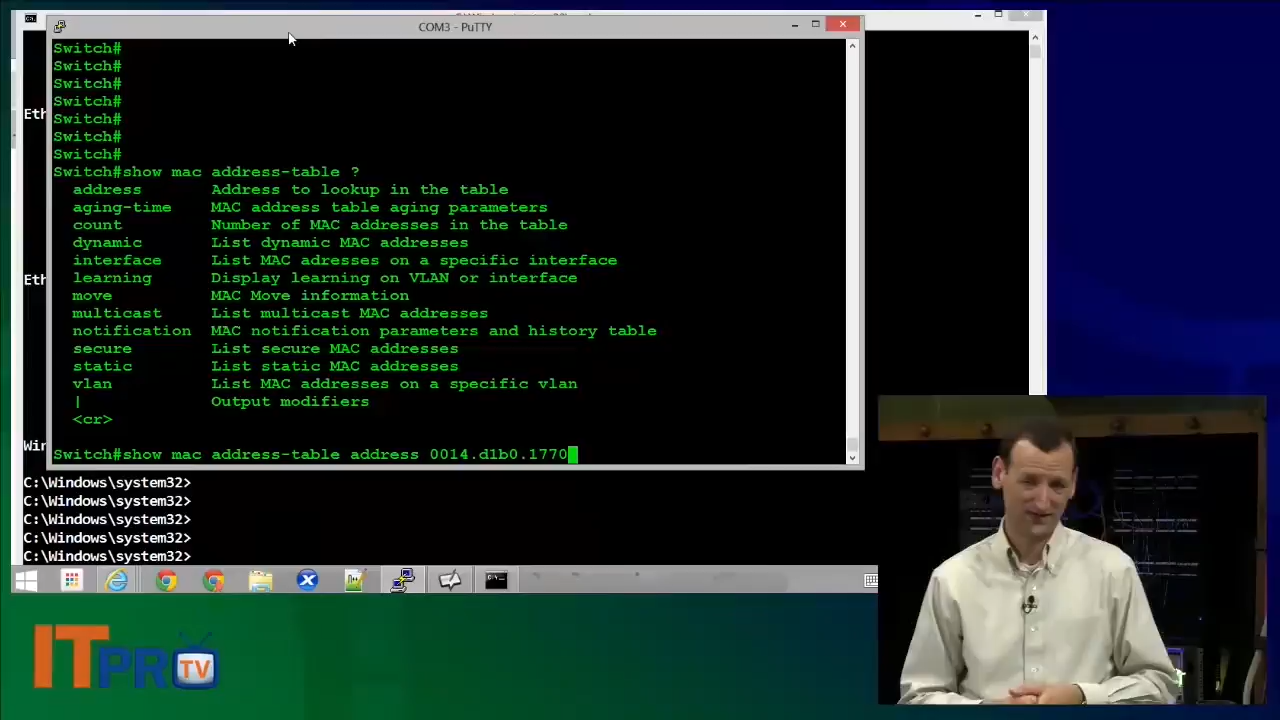 COM3 - PuTTY
Switch#
Switch#
Switch#
Switch#
Switch#
Switch#
Switch#
Switch#show mac address-table ?
address Address to lookup in the table
aging-time MAC address table aging parameters
count Number of MAC addresses in the table
dynamic List dynamic MAC addresses
interface List MAC adresses on a specific interface
learning Display learning on VLAN or interface
move MAC Move information
multicast List multicast MAC addresses
notification MAC notification parameters and history table
secure List secure MAC addresses
static List static MAC addresses
vlan List MAC addresses on a specific vlan
| Output modifiers
<cr>
Switch#show mac address-table address 0014.d1b0.1770
Eth
Eth
Win
C:\Windows\system32>
C:\Windows\system32>
C:\Windows\system32>
C:\Windows\system32>
C:\Windows\system32>
ITPRO TV